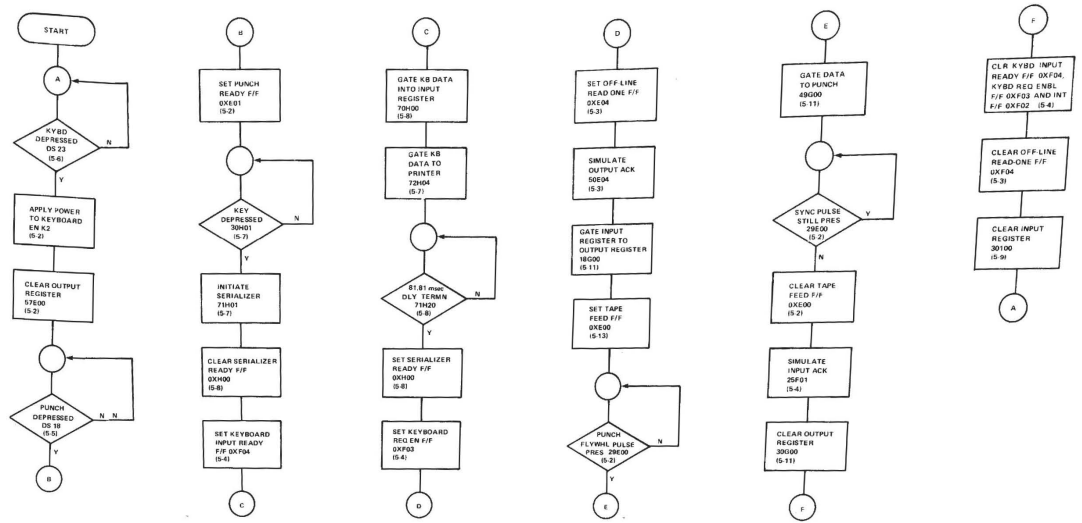 START
A
KYBD
DEPRESSED
DS 23
(5-6)
N
Y
APPLY POWER
TO KEYBOARD
EN K2
(5-2)
CLEAR OUTPUT
REGISTER
57E00
(5-2)
PUNCH
DEPRESSED
DS 18
(5-5)
N N
Y
B
B
SET PUNCH
READY F/F
0XE01
(5-2)
KEY
DEPRESSED
30H01
(5-7)
N
Y
INITIATE
SERIALIZER
71H01
(5-7)
CLEAR SERIALIZER
READY F/F
0XH00
(5-8)
SET KEYBOARD
INPUT READY
F/F 0XF04
(5-4)
C
C
GATE KB DATA
INTO INPUT
REGISTER
70H00
(5-8)
GATE KB
DATA TO
PRINTER
72H04
(5-7)
81,81 msec
DLY TERMN
71H20
(5-8)
N
Y
SET SERIALIZER
READY F/F
0XH00
(5-8)
SET KEYBOARD
REQ EN F/F
0XF03
(5-4)
D
D
SET OFF-LINE
READ ONE F/F
0XE04
(5-3)
SIMULATE
OUTPUT ACK
50E04
(5-3)
GATE INPUT
REGISTER TO
OUTPUT REGISTER
18G00
(5-11)
SET TAPE
FEED F/F
0XE00
(5-13)
PUNCH
FLYWHL PULSE
PRES 29E00
(5-2)
N
Y
E
E
GATE DATA
TO PUNCH
49G00
(5-11)
SYNC PULSE
STILL PRES
29E00
(5-2)
Y
N
CLEAR TAPE
FEED F/F
0XE00
(5-2)
SIMULATE
INPUT ACK
25F01
(5-4)
CLEAR OUTPUT
REGISTER
30G00
(5-11)
F
F
CLR KYBD INPUT
READY F/F 0XF04,
KYBD REQ ENBL
F/F 0XF03 AND INT
F/F 0XF02 (5-4)
CLEAR OFF-LINE
READ-ONE F/F
0XF04
(5-3)
CLEAR INPUT
REGISTER
30100
(5-9)
A